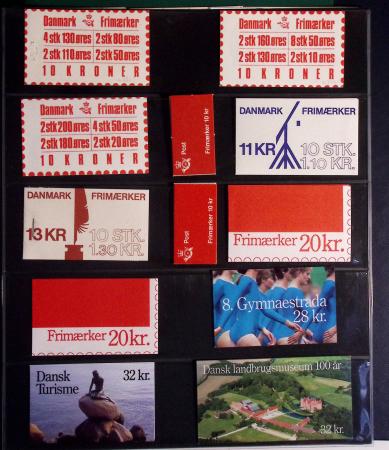 Danmark Frimærker
4 stk 130 øres 2 stk 80 øres
2 stk 110 øres 2 stk 50 øres
10 KRONER
Danmark Frimærker
2 stk 160 øres 8 stk 50 øres
2 stk 130 øres 2 stk 10 øres
10 KRONER
Danmark Frimærker
2 stk 200 øres 4 stk 50 øres
2 stk 180 øres 2 stk 20 øres
10 KRONER
Post
Frimærker 10 kr
DANMARK FRIMÆRKER
11 KR 10 STK.
1.10 KR.
DANMARK FRIMÆRKER
13 KR 10 STK.
1.30 KR.
Post
Frimærker 10 kr
Frimærker 20 kr.
Frimærker 20 kr.
8. Gymnaestrada
28 kr.
Dansk
Turisme
32 kr.
Dansk landbrugsmuseum 100 år
32 kr.